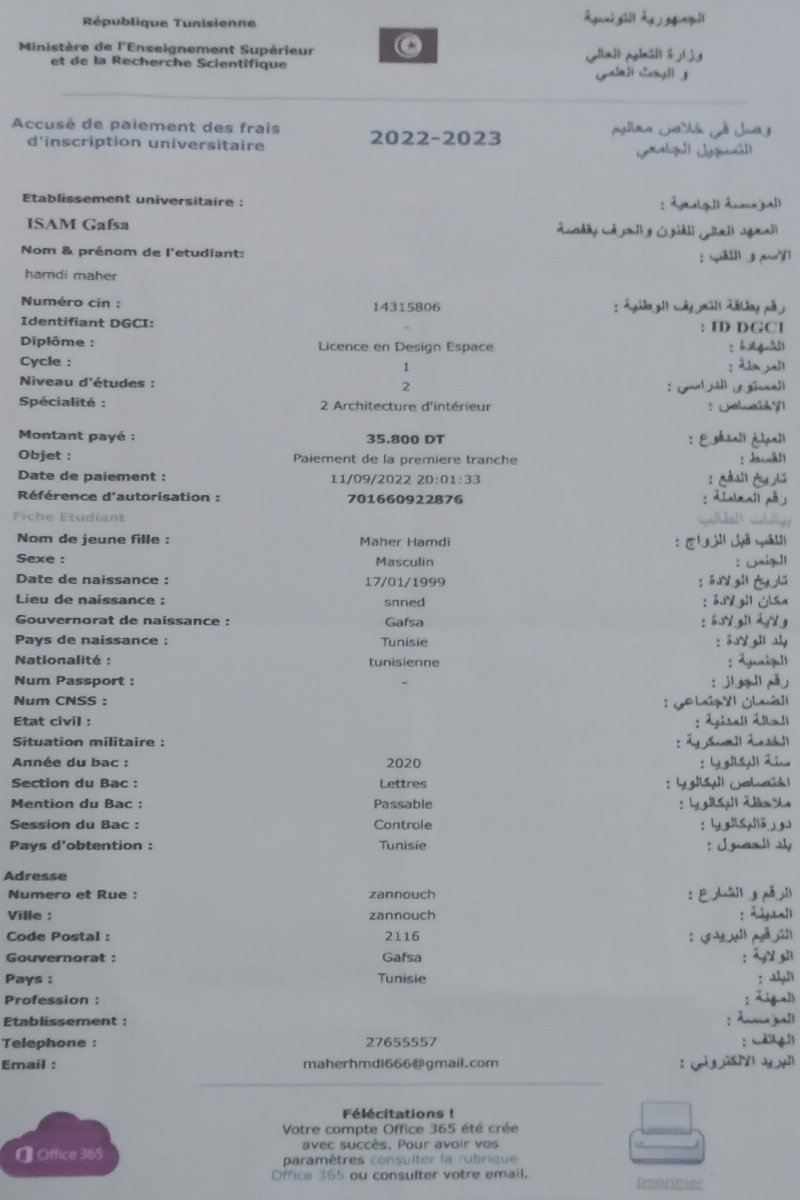 République Tunisienne
Ministère de l'Enseignement Supérieur
et de la Recherche Scientifique
الجمهورية التونسية
وزارة التعليم العالي
و البحث العلمي
Accusé de paiement des frais
d'inscription universitaire
2022-2023
وصل في خلاص معاليم
التسجيل الجامعي
Etablissement universitaire :
المؤسسة الجامعية :
ISAM Gafsa
المعهد العالي للفنون والحرف بقفصة
Nom & prénom de l'etudiant:
الإسم و اللقب :
hamdi maher
Numéro cin : 14315806 رقم بطاقة التعريف الوطنية :
Identifiant DGCI: - ID DGCI :
Diplôme : Licence en Design Espace الشهادة :
Cycle : 1 المرحلة :
Niveau d'études : 2 المستوى الدراسي :
Spécialité : 2 Architecture d'intérieur الإختصاص :
Montant payé : 35.800 DT المبلغ المدفوع :
Objet : Paiement de la premiere tranche القسط :
Date de paiement : 11/09/2022 20:01:33 تاريخ الدفع :
Référence d'autorisation : 701660922876 رقم المعاملة :
Fiche Etudiant بيانات الطالب
Nom de jeune fille : Maher Hamdi اللقب قبل الزواج :
Sexe : Masculin الجنس :
Date de naissance : 17/01/1999 تاريخ الولادة :
Lieu de naissance : snned مكان الولادة :
Gouvernorat de naissance : Gafsa ولاية الولادة :
Pays de naissance : Tunisie بلد الولادة :
Nationalité : tunisienne الجنسية :
Num Passport : - رقم الجواز :
Num CNSS : الضمان الاجتماعي :
Etat civil : الحالة المدنية :
Situation militaire : الخدمة العسكرية :
Année du bac : 2020 سنة البكالويا :
Section du Bac : Lettres اختصاص البكالويا :
Mention du Bac : Passable ملاحظة البكالويا :
Session du Bac : Controle دورةالبكالويا :
Pays d'obtention : Tunisie بلد الحصول :
Adresse
Numero et Rue : zannouch الرقم و الشارع :
Ville : zannouch المدينة :
Code Postal : 2116 الترقيم البريدي :
Gouvernorat : Gafsa الولاية :
Pays : Tunisie البلد :
Profession : المهنة :
Etablissement : المؤسسة :
Telephone : 27655557 الهاتف :
Email : maherhmdi666@gmail.com البريد الالكتروني :
Office 365
Félécitations !
Votre compte Office 365 été crée
avec succès. Pour avoir vos
paramètres consulter la rubrique
Office 365 ou consulter votre email.
Imprimer